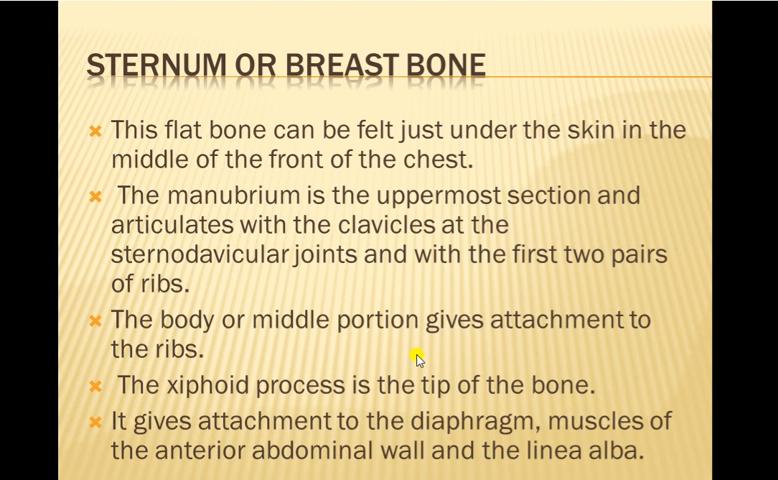 STERNUM OR BREAST BONE
This flat bone can be felt just under the skin in the
middle of the front of the chest.
The manubrium is the uppermost section and
articulates with the clavicles at the
sternodavicular joints and with the first two pairs
of ribs.
The body or middle portion gives attachment to
the ribs.
The xiphoid process is the tip of the bone.
It gives attachment to the diaphragm, muscles of
the anterior abdominal wall and the linea alba.